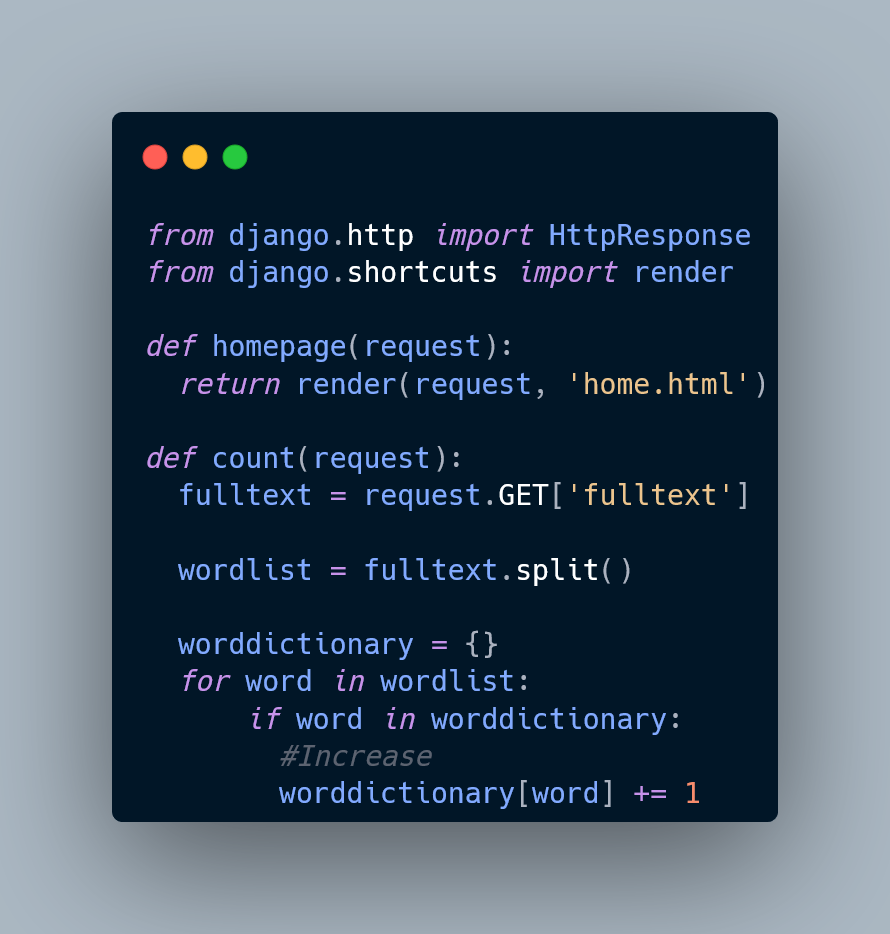 from django.http import HttpResponse
from django.shortcuts import render

def homepage(request):
  return render(request, 'home.html')

def count(request):
  fulltext = request.GET['fulltext']

  wordlist = fulltext.split()

  worddictionary = {}
  for word in wordlist:
      if word in worddictionary:
        #Increase
        worddictionary[word] += 1